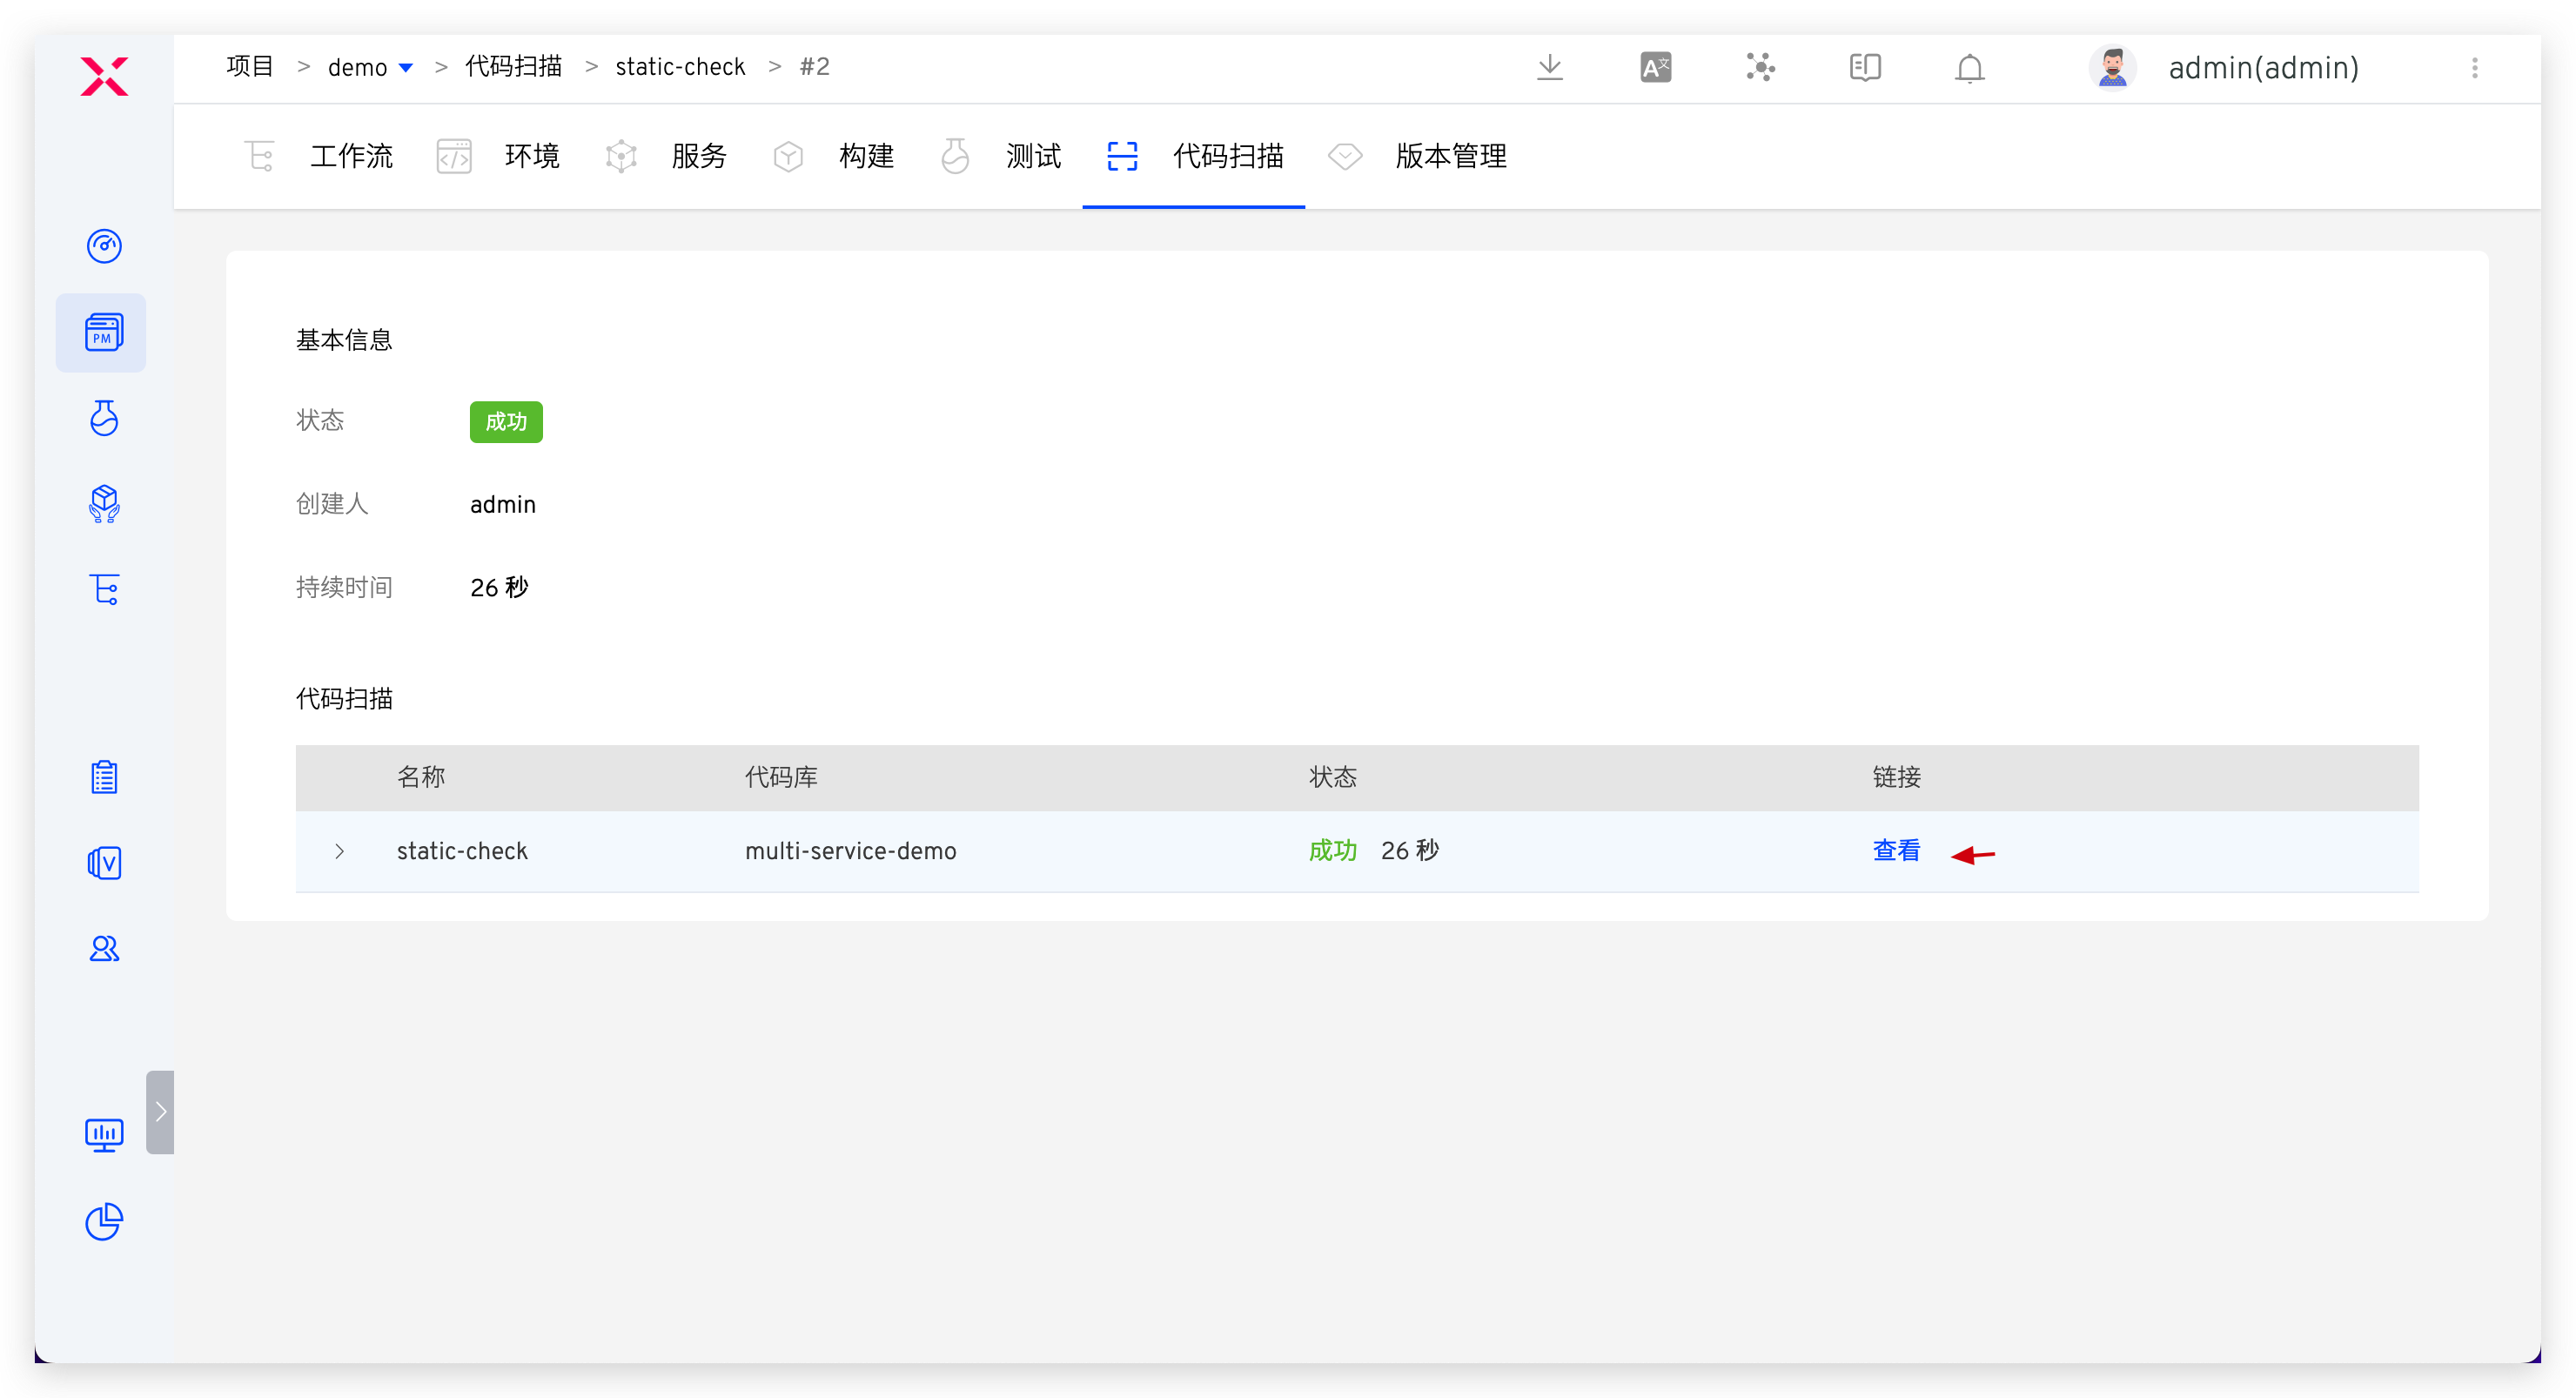 项目 > demo > 代码扫描 > static-check > #2
A文
admin(admin)
工作流 环境 服务 构建 测试 代码扫描 版本管理
PM
基本信息
状态 成功
创建人 admin
持续时间 26 秒
代码扫描
名称 代码库 状态 链接
static-check multi-service-demo 成功 26 秒 查看
V